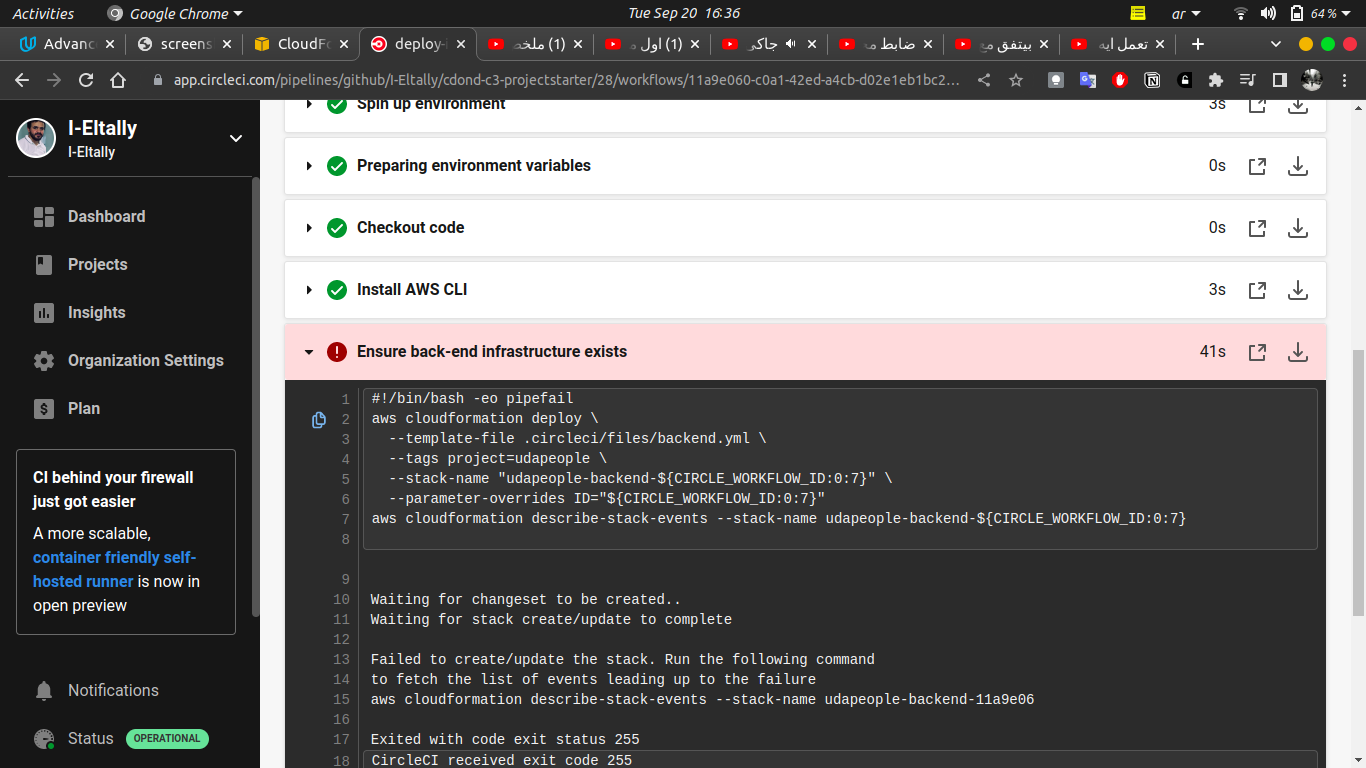 Activities
Google Chrome
Tue Sep 20 16:36
ar
64 %
Advanc
screens
CloudFo
deploy-i
(1) ملخص
(1) اول م
جاكي
ضابط مر
بيتفق مع
تعمل ايه
app.circleci.com/pipelines/github/I-Eltally/cdond-c3-projectstarter/28/workflows/11a9e060-c0a1-42ed-a4cb-d02e1eb1bc2...
I-Eltally
I-Eltally
Dashboard
Projects
Insights
Organization Settings
Plan
CI behind your firewall
just got easier
A more scalable,
container friendly self-
hosted runner is now in
open preview
Notifications
Status OPERATIONAL
Spin up environment 3s
Preparing environment variables 0s
Checkout code 0s
Install AWS CLI 3s
Ensure back-end infrastructure exists 41s
1 #!/bin/bash -eo pipefail
2 aws cloudformation deploy \
3 --template-file .circleci/files/backend.yml \
4 --tags project=udapeople \
5 --stack-name "udapeople-backend-${CIRCLE_WORKFLOW_ID:0:7}" \
6 --parameter-overrides ID="${CIRCLE_WORKFLOW_ID:0:7}"
7 aws cloudformation describe-stack-events --stack-name udapeople-backend-${CIRCLE_WORKFLOW_ID:0:7}
8
9
10 Waiting for changeset to be created..
11 Waiting for stack create/update to complete
12
13 Failed to create/update the stack. Run the following command
14 to fetch the list of events leading up to the failure
15 aws cloudformation describe-stack-events --stack-name udapeople-backend-11a9e06
16
17 Exited with code exit status 255
18 CircleCI received exit code 255